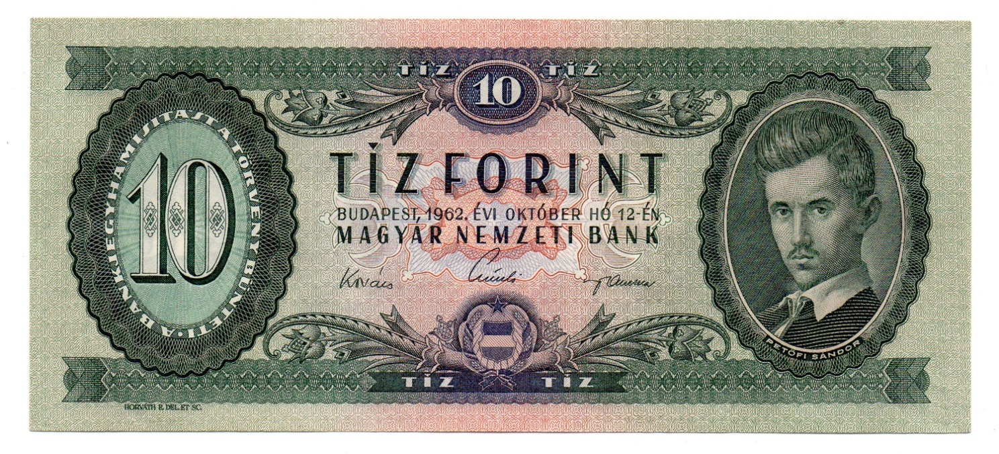 TÍZ TÍZ
10
A BANKJEGYHAMISÍTÁST A TÖRVÉNY BÜNTETI.
10
TÍZ FORINT
BUDAPEST, 1962. ÉVI OKTÓBER HÓ 12-ÉN
MAGYAR NEMZETI BANK
Kovács
PETŐFI SÁNDOR
TÍZ TÍZ
HORVÁTH E. DEL. ET SC.